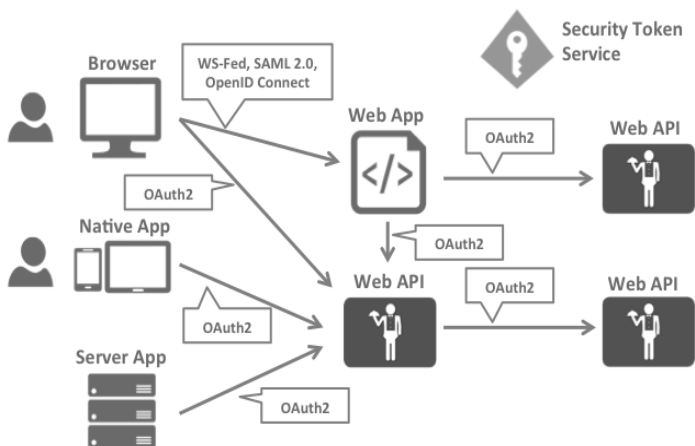 Security Token
Service
Browser
WS-Fed, SAML 2.0,
OpenID Connect
Web App
OAuth2
Web API
OAuth2
Native App
OAuth2
Web API
OAuth2
Web API
OAuth2
Server App
OAuth2